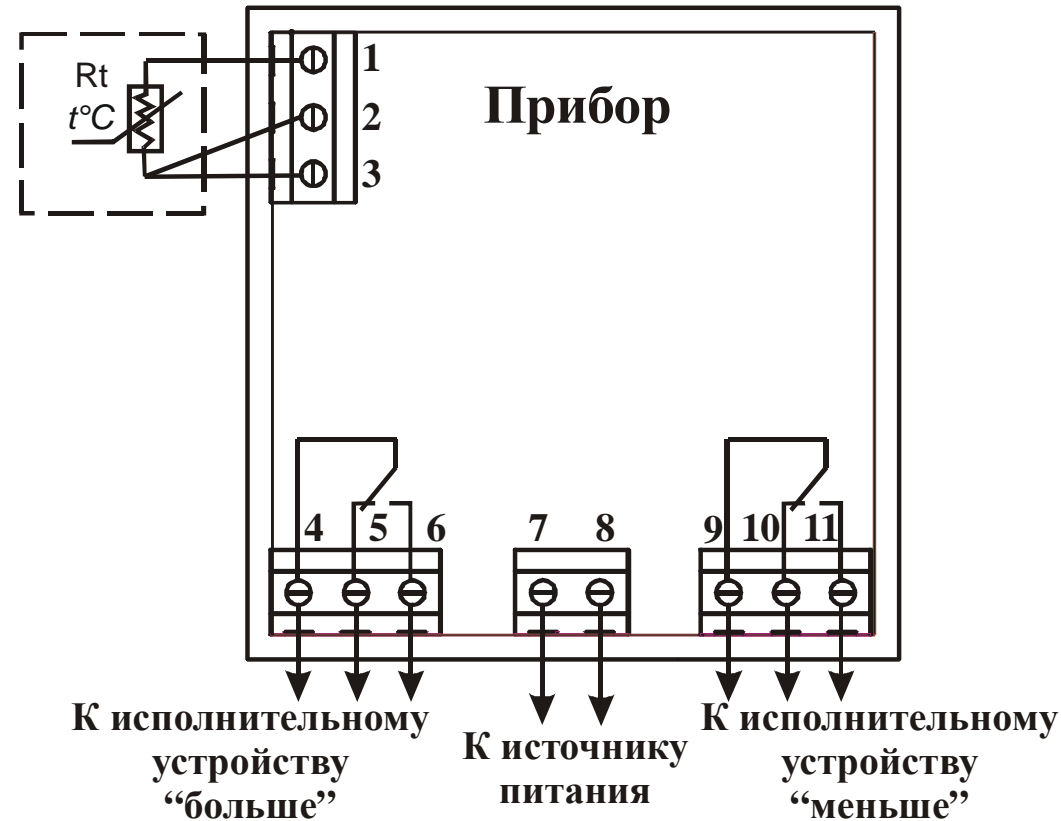 Прибор
Rt
t°C
1
2
3
4 5 6
7 8
9 10 11
К исполнительному
устройству
“больше”
К источнику
питания
К исполнительному
устройству
“меньше”